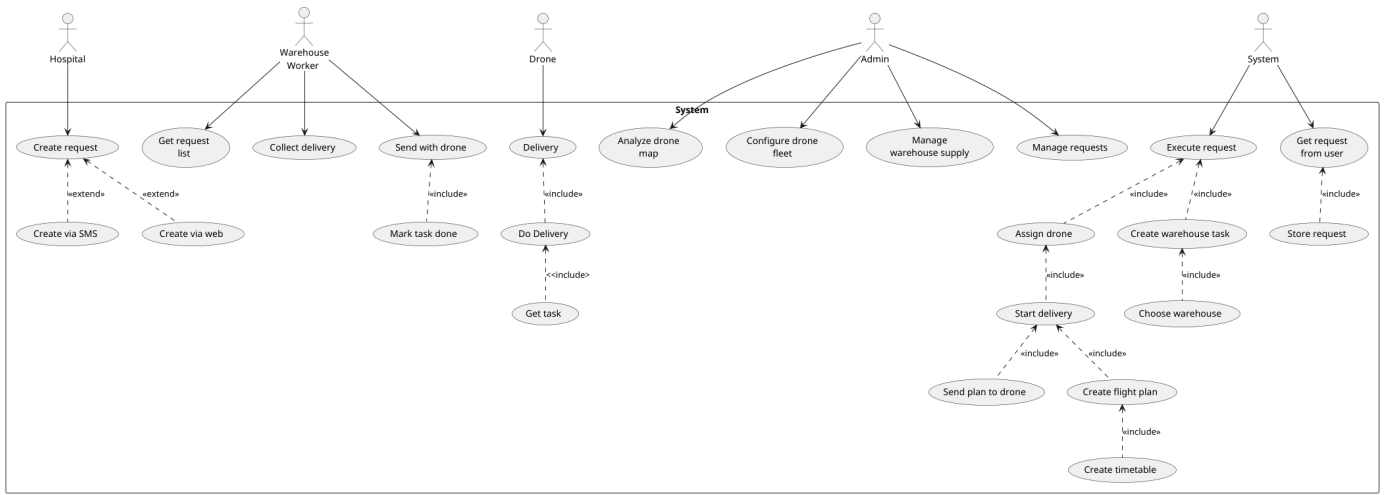 Hospital
Warehouse
Worker
Drone
Admin
System
System
Create request
Get request
list
Collect delivery
Send with drone
Delivery
Analyze drone
map
Configure drone
fleet
Manage
warehouse supply
Manage requests
Execute request
Get request
from user
«extend»
«extend»
«include»
«include»
«include»
«include»
«include»
Create via SMS
Create via web
Mark task done
Do Delivery
Assign drone
Create warehouse task
Store request
<<include>
«include»
«include»
Get task
Start delivery
Choose warehouse
«include»
«include»
Send plan to drone
Create flight plan
«include»
Create timetable